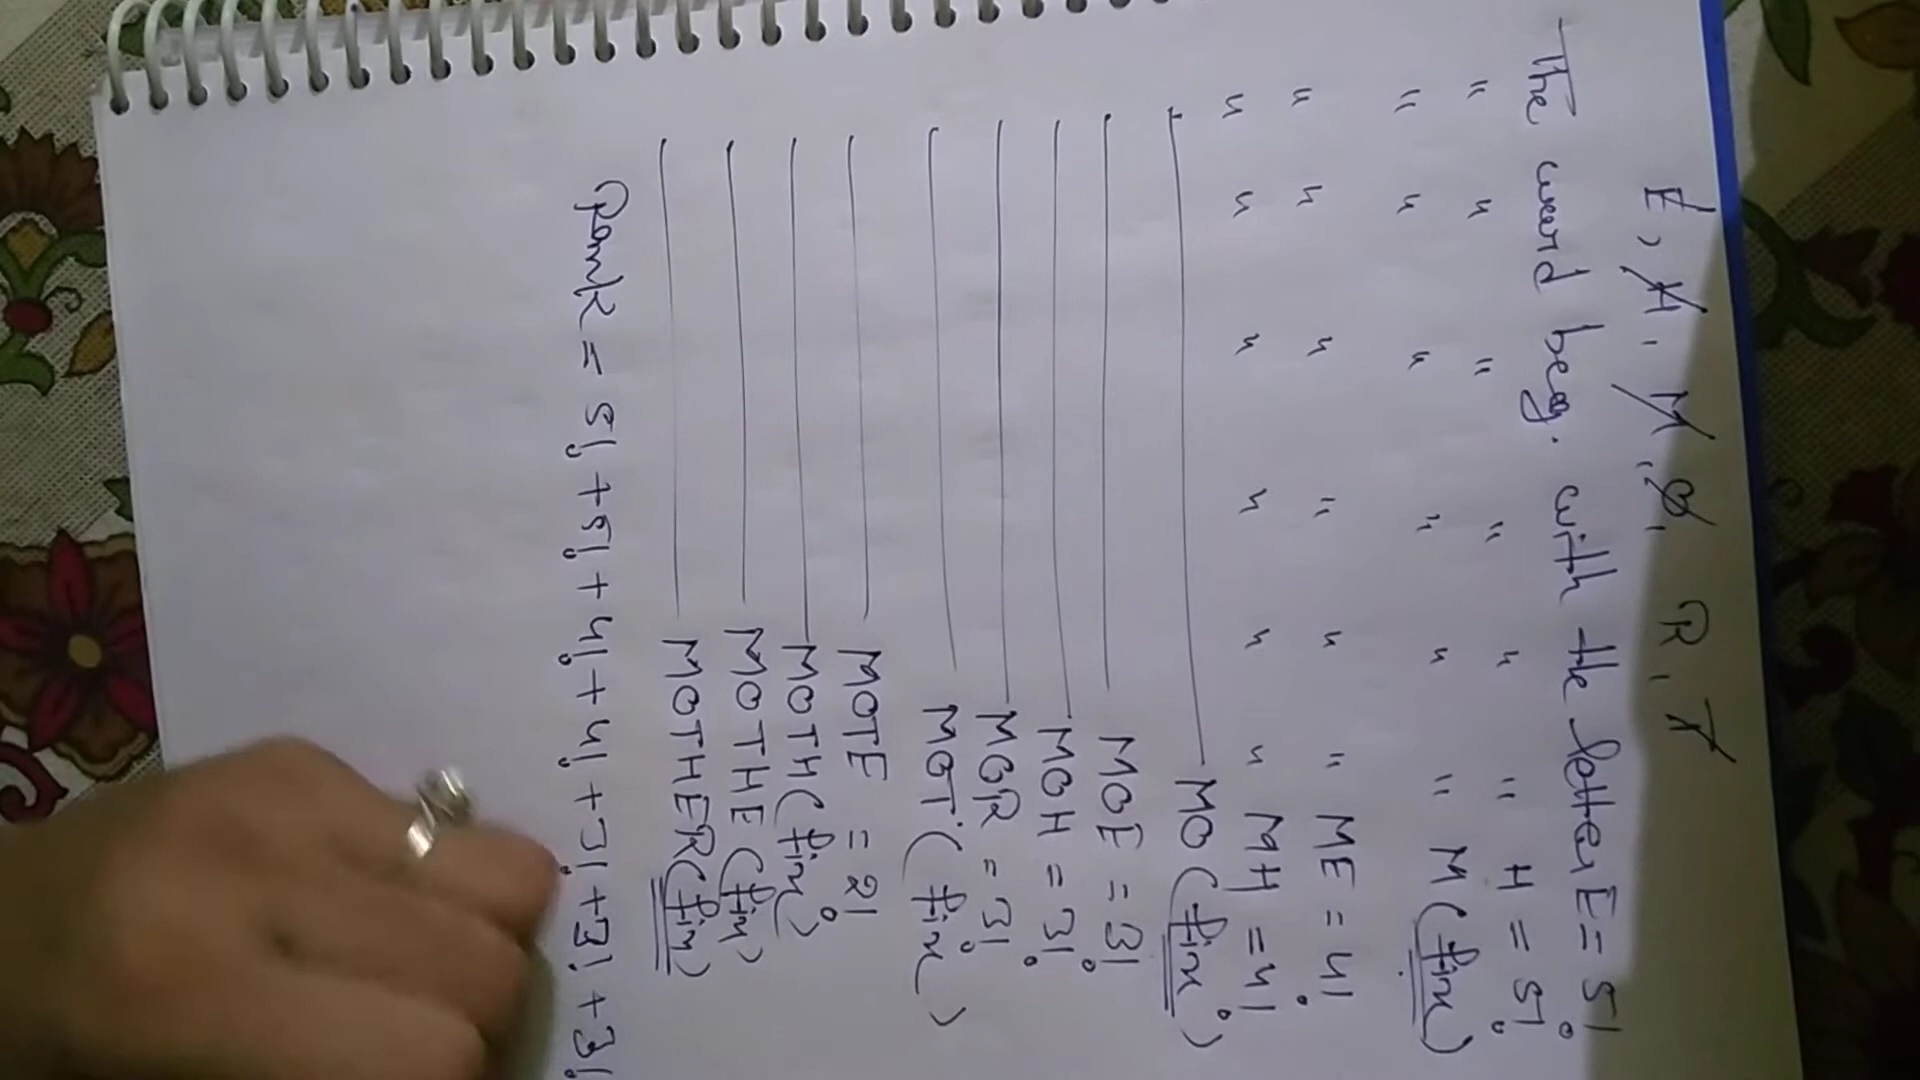 E, H, M, O, R, T
The word beg. with the letter E = 5!
" " " " " " H = 5!
" " " " " " M (fix)
" " " " " " ME = 4!
" " " " " " MH = 4!
MO (fix)
MOE = 3!
MOH = 3!
MOR = 3!
MOT (fix)
MOTE = 2!
MOTH (fix)
MOTHE (fix)
MOTHER (fix)
Rank = 5! + 5! + 4! + 4! + 3! + 3! + 3!